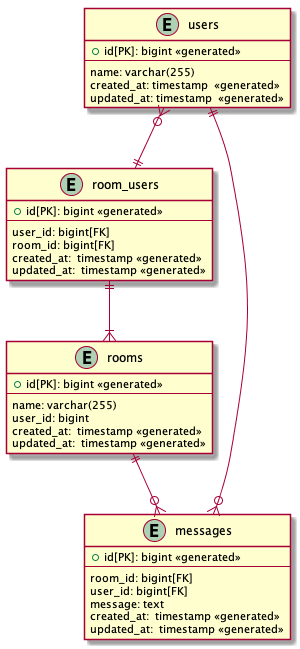 E users
id[PK]: bigint «generated»
name: varchar(255)
created_at: timestamp «generated»
updated_at: timestamp «generated»
E room_users
id[PK]: bigint «generated»
user_id: bigint[FK]
room_id: bigint[FK]
created_at: timestamp «generated»
updated_at: timestamp «generated»
E rooms
id[PK]: bigint «generated»
name: varchar(255)
user_id: bigint
created_at: timestamp «generated»
updated_at: timestamp «generated»
E messages
id[PK]: bigint «generated»
room_id: bigint[FK]
user_id: bigint[FK]
message: text
created_at: timestamp «generated»
updated_at: timestamp «generated»